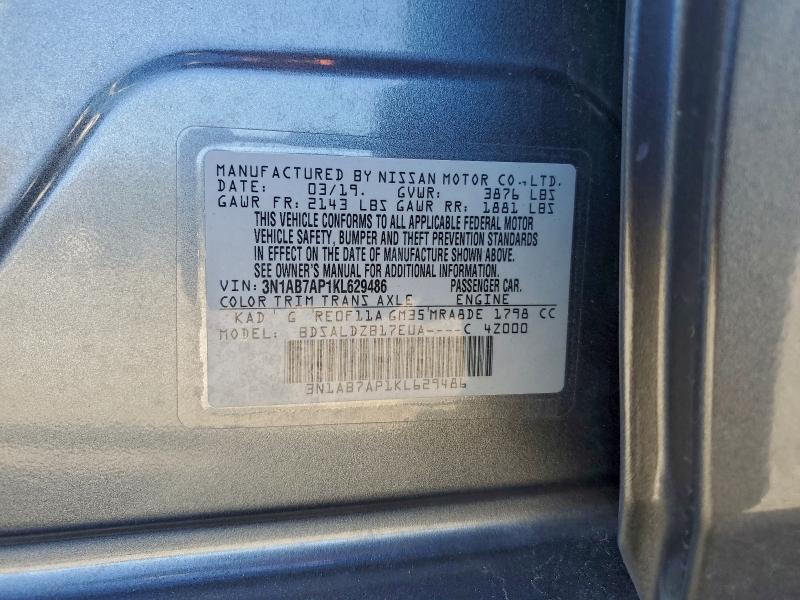 MANUFACTURED BY NISSAN MOTOR CO.,LTD.
DATE: 03/19. GVWR: 3876 LBS
GAWR FR: 2143 LBS GAWR RR: 1881 LBS
THIS VEHICLE CONFORMS TO ALL APPLICABLE FEDERAL MOTOR
VEHICLE SAFETY, BUMPER AND THEFT PREVENTION STANDARDS
IN EFFECT ON THE DATE OF MANUFACTURE SHOWN ABOVE.
SEE OWNER'S MANUAL FOR ADDITIONAL INFORMATION.
VIN: 3N1AB7AP1KL629486 PASSENGER CAR.
COLOR TRIM TRANS AXLE ENGINE
KAD G RE0F11A GM35 MRA8DE 1798 CC
MODEL: BDSALDZB17EUA----C 4Z000
3N1AB7AP1KL629486